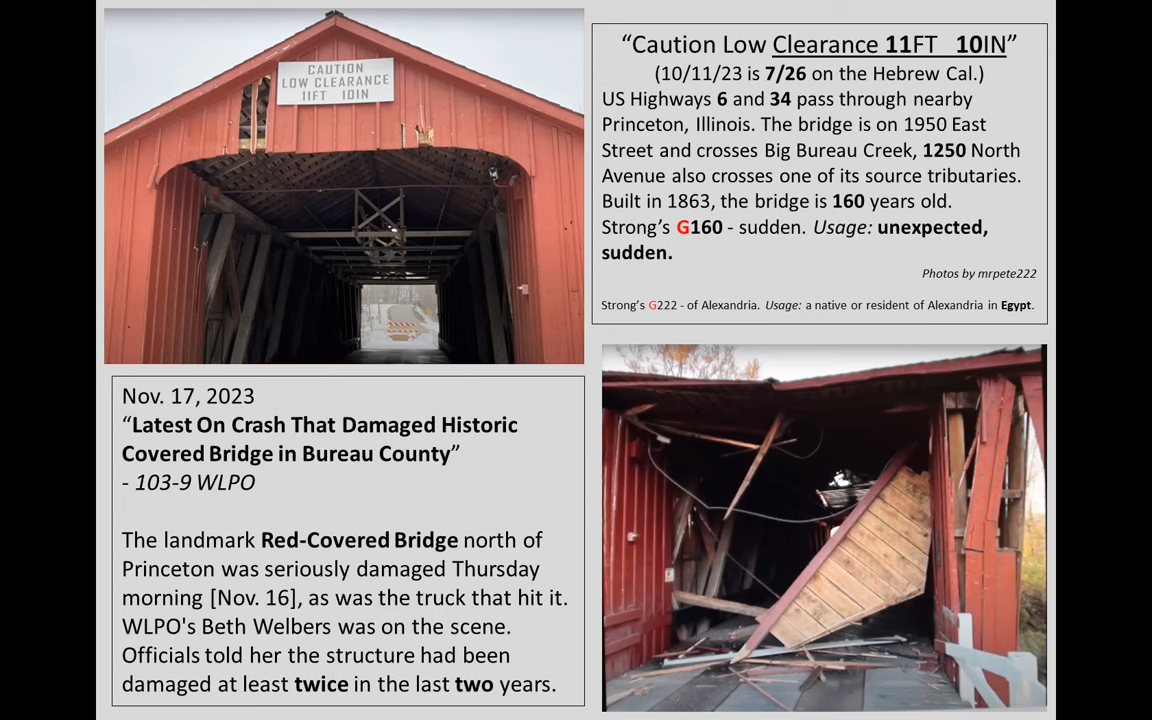 CAUTION
LOW CLEARANCE
11FT 10IN
“Caution Low Clearance 11FT 10IN”
(10/11/23 is 7/26 on the Hebrew Cal.)
US Highways 6 and 34 pass through nearby
Princeton, Illinois. The bridge is on 1950 East
Street and crosses Big Bureau Creek, 1250 North
Avenue also crosses one of its source tributaries.
Built in 1863, the bridge is 160 years old.
Strong’s G160 - sudden. Usage: unexpected,
sudden.
Photos by mrpete222
Strong’s G222 - of Alexandria. Usage: a native or resident of Alexandria in Egypt.
Nov. 17, 2023
“Latest On Crash That Damaged Historic
Covered Bridge in Bureau County”
- 103-9 WLPO
The landmark Red-Covered Bridge north of
Princeton was seriously damaged Thursday
morning [Nov. 16], as was the truck that hit it.
WLPO's Beth Welbers was on the scene.
Officials told her the structure had been
damaged at least twice in the last two years.